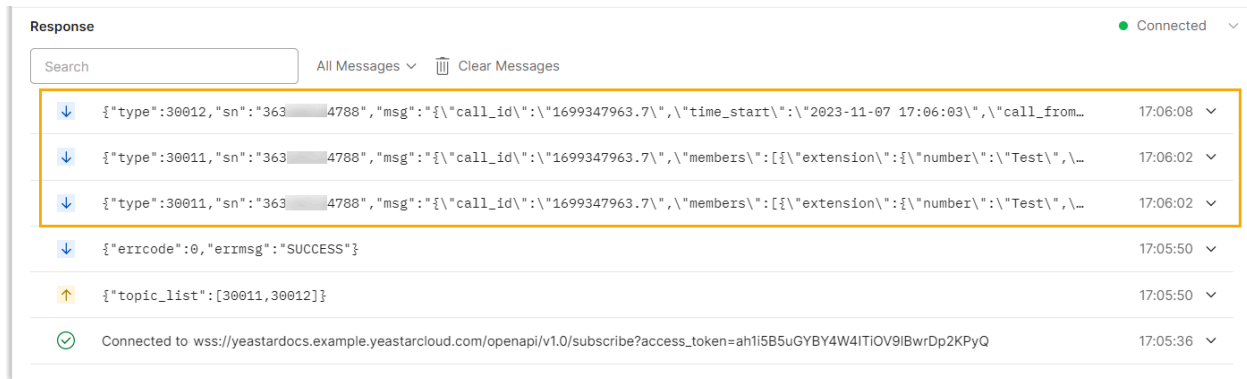 Response
Connected
Search
All Messages
Clear Messages
{"type":30012,"sn":"363 4788","msg":"{\"call_id\":\"1699347963.7\",\"time_start\":\"2023-11-07 17:06:03\",\"call_from… 17:06:08
{"type":30011,"sn":"363 4788","msg":"{\"call_id\":\"1699347963.7\",\"members\":[{\"extension\":{\"number\":\"Test\",\… 17:06:02
{"type":30011,"sn":"363 4788","msg":"{\"call_id\":\"1699347963.7\",\"members\":[{\"extension\":{\"number\":\"Test\",\… 17:06:02
{"errcode":0,"errmsg":"SUCCESS"} 17:05:50
{"topic_list":[30011,30012]} 17:05:50
Connected to wss://yeastardocs.example.yeastarcloud.com/openapi/v1.0/subscribe?access_token=ah1i5B5uGYBY4W4ITiOV9IBwrDp2KPyQ 17:05:36